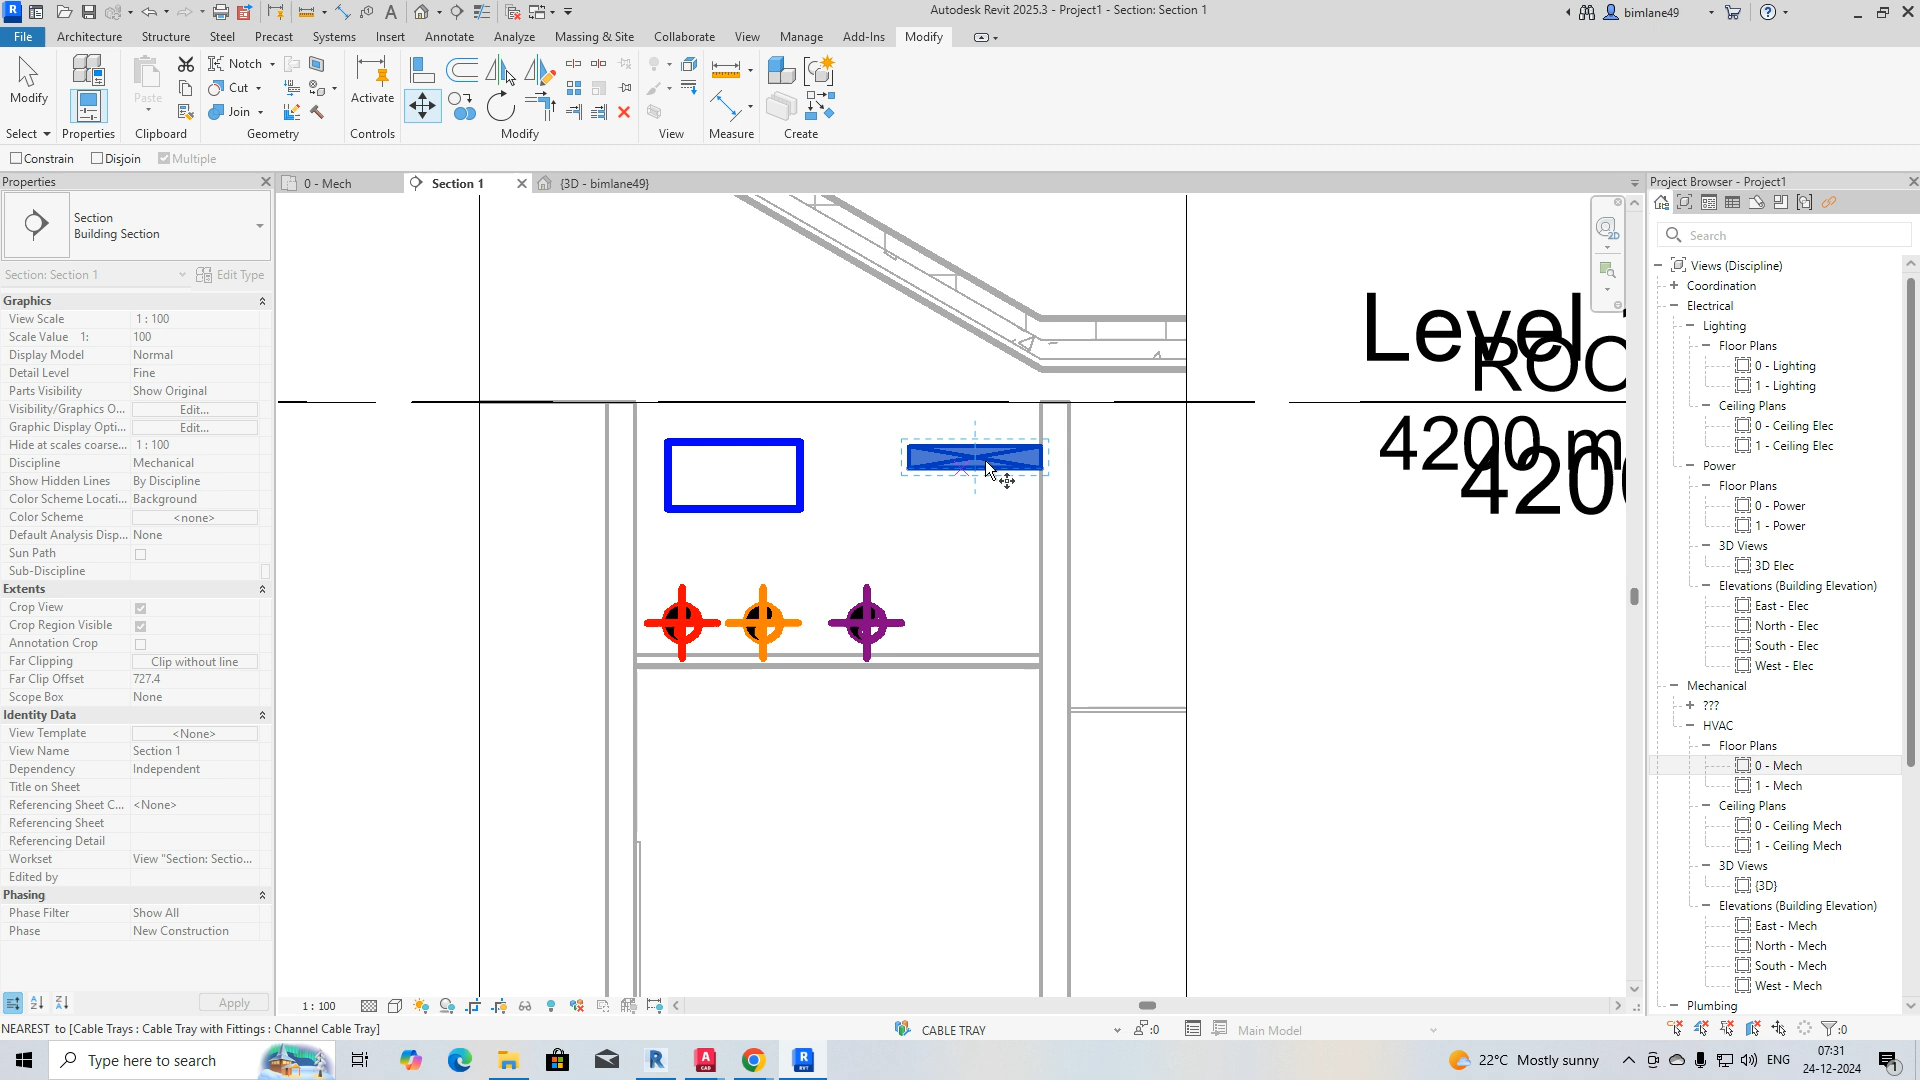 Autodesk Revit 2025.3 - Project1 - Section: Section 1
bimlane49
File Architecture Structure Steel Precast Systems Insert Annotate Analyze Massing & Site Collaborate View Manage Add-Ins Modify
Modify
Paste
Notch
Cut
Join
Activate
Select Properties Clipboard Geometry Controls Modify View Measure Create
Constrain Disjoin Multiple
Properties
0 - Mech
Section 1
{3D - bimlane49}
Project Browser - Project1
Section
Building Section
Section: Section 1
Edit Type
Graphics
View Scale 1 : 100
Scale Value 1: 100
Display Model Normal
Detail Level Fine
Parts Visibility Show Original
Visibility/Graphics O... Edit...
Graphic Display Opti... Edit...
Hide at scales coarse... 1 : 100
Discipline Mechanical
Show Hidden Lines By Discipline
Color Scheme Locati... Background
Color Scheme <none>
Default Analysis Disp... None
Sun Path
Sub-Discipline
Extents
Crop View
Crop Region Visible
Annotation Crop
Far Clipping Clip without line
Far Clip Offset 727.4
Scope Box None
Identity Data
View Template <None>
View Name Section 1
Dependency Independent
Title on Sheet
Referencing Sheet C... <None>
Referencing Sheet
Referencing Detail
Workset View "Section: Sectio...
Edited by
Phasing
Phase Filter Show All
Phase New Construction
Apply
Level
ROO
4200 m
4200
2D
Search
Views (Discipline)
Coordination
Electrical
Lighting
Floor Plans
0 - Lighting
1 - Lighting
Ceiling Plans
0 - Ceiling Elec
1 - Ceiling Elec
Power
Floor Plans
0 - Power
1 - Power
3D Views
3D Elec
Elevations (Building Elevation)
East - Elec
North - Elec
South - Elec
West - Elec
Mechanical
???
HVAC
Floor Plans
0 - Mech
1 - Mech
Ceiling Plans
0 - Ceiling Mech
1 - Ceiling Mech
3D Views
{3D}
Elevations (Building Elevation)
East - Mech
North - Mech
South - Mech
West - Mech
Plumbing
1 : 100
NEAREST to [Cable Trays : Cable Tray with Fittings : Channel Cable Tray]
CABLE TRAY
:0
Main Model
:0
Type here to search
22°C Mostly sunny
ENG
07:31
24-12-2024